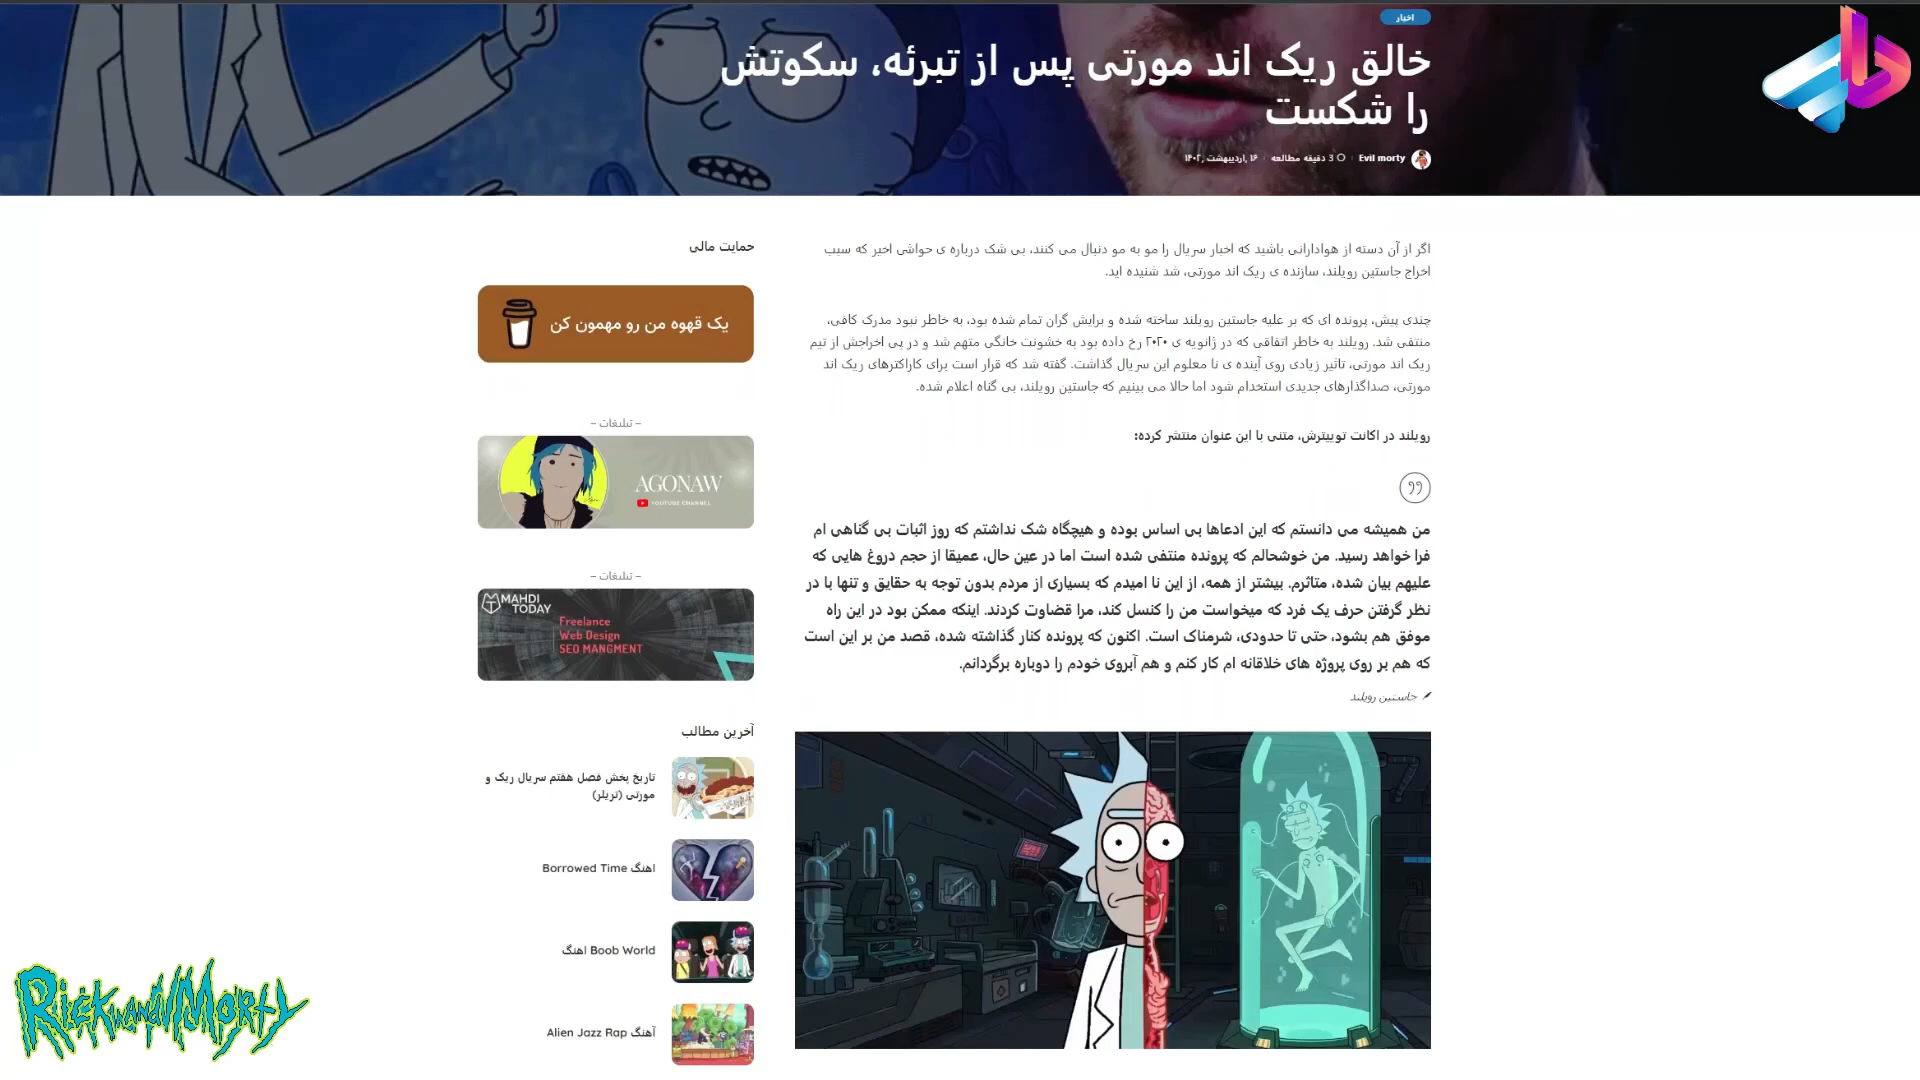 اخبار
خالق ریک اند مورتی پس از تبرئه، سکوتش
را شکست
Evil morty
3 دقیقه مطالعه
۱۶ ,اردیبهشت ,۱۴۰۲
اگر از آن دسته از هوادارانی باشید که اخبار سریال را مو به مو دنبال می کنند، بی شک درباره ی حواشی اخیر که سبب
اخراج جاستین رویلند، سازنده ی ریک اند مورتی، شد شنیده اید.
چندی پیش، پرونده ای که بر علیه جاستین رویلند ساخته شده و برایش گران تمام شده بود، به خاطر نبود مدرک کافی،
منتفی شد. رویلند به خاطر اتفاقی که در ژانویه ی ۲۰۲۰ رخ داده بود به خشونت خانگی متهم شد و در پی اخراجش از تیم
ریک اند مورتی، تاثیر زیادی روی آینده ی نا معلوم این سریال گذاشت. گفته شد که قرار است برای کاراکترهای ریک اند
مورتی، صداگذارهای جدیدی استخدام شود اما حالا می بینیم که جاستین رویلند، بی گناه اعلام شده.
رویلند در اکانت توییترش، متنی با این عنوان منتشر کرده:
من همیشه می دانستم که این ادعاها بی اساس بوده و هیچگاه شک نداشتم که روز اثبات بی گناهی ام
فرا خواهد رسید. من خوشحالم که پرونده منتفی شده است اما در عین حال، عمیقا از حجم دروغ هایی که
علیهم بیان شده، متاثرم. بیشتر از همه، از این نا امیدم که بسیاری از مردم بدون توجه به حقایق و تنها با در
نظر گرفتن حرف یک فرد که میخواست من را کنسل کند، مرا قضاوت کردند. اینکه ممکن بود در این راه
موفق هم بشود، حتی تا حدودی، شرمناک است. اکنون که پرونده کنار گذاشته شده، قصد من بر این است
که هم بر روی پروژه های خلاقانه ام کار کنم و هم آبروی خودم را دوباره برگردانم.
جاستین رویلند
حمایت مالی
یک قهوه من رو مهمون کن
– تبلیغات –
AGONAW
YOUTUBE CHANNEL
– تبلیغات –
MAHDI
TODAY
Freelance
Web Design
SEO MANGMENT
آخرین مطالب
تاریخ پخش فصل هفتم سریال ریک و
مورتی (تریلر)
اهنگ Borrowed Time
Boob World اهنگ
آهنگ Alien Jazz Rap
Rick and Morty